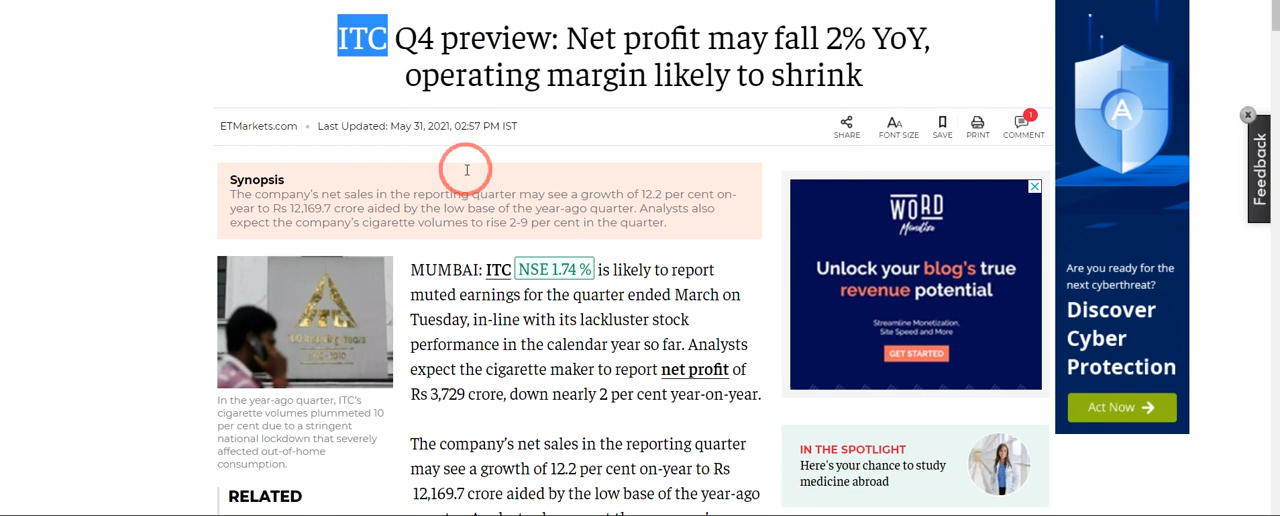 ITC Q4 preview: Net profit may fall 2% YoY,
operating margin likely to shrink
ETMarkets.com • Last Updated: May 31, 2021, 02:57 PM IST
SHARE
FONT SIZE
SAVE
PRINT
1
COMMENT
Synopsis
The company's net sales in the reporting quarter may see a growth of 12.2 per cent on-
year to Rs 12,169.7 crore aided by the low base of the year-ago quarter. Analysts also
expect the company's cigarette volumes to rise 2-9 per cent in the quarter.
ITC
In the year-ago quarter, ITC's
cigarette volumes plummeted 10
per cent due to a stringent
national lockdown that severely
affected out-of-home
consumption.
RELATED
MUMBAI: ITC NSE 1.74 % is likely to report
muted earnings for the quarter ended March on
Tuesday, in-line with its lackluster stock
performance in the calendar year so far. Analysts
expect the cigarette maker to report net profit of
Rs 3,729 crore, down nearly 2 per cent year-on-year.
The company's net sales in the reporting quarter
may see a growth of 12.2 per cent on-year to Rs
12,169.7 crore aided by the low base of the year-ago
WORD
Monetize
Unlock your blog's true
revenue potential
Streamline Monetization,
Site Speed and More
GET STARTED
IN THE SPOTLIGHT
Here's your chance to study
medicine abroad
A
Are you ready for the
next cyberthreat?
Discover
Cyber
Protection
Act Now
Feedback